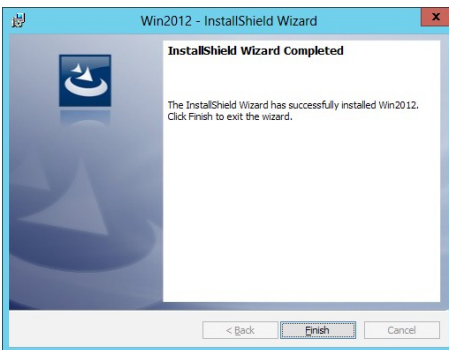 Win2012 - InstallShield Wizard
x
InstallShield Wizard Completed
The InstallShield Wizard has successfully installed Win2012.
Click Finish to exit the wizard.
< Back
Finish
Cancel